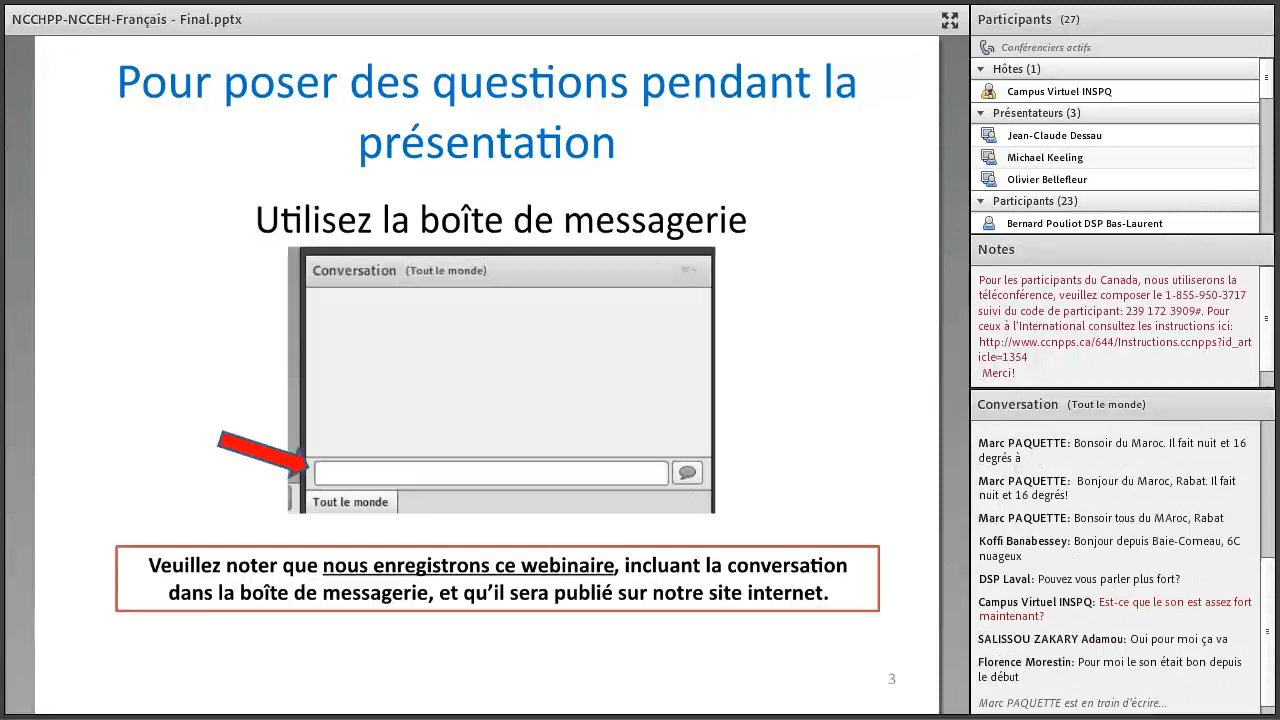 NCCHPP-NCCEH-Français - Final.pptx
Pour poser des questions pendant la
présentation
Utilisez la boîte de messagerie
Conversation (Tout le monde)
Tout le monde
Veuillez noter que nous enregistrons ce webinaire, incluant la conversation
dans la boîte de messagerie, et qu’il sera publié sur notre site internet.
3
Participants (27)
Conférenciers actifs
Hôtes (1)
Campus Virtuel INSPQ
Présentateurs (3)
Jean-Claude Dessau
Michael Keeling
Olivier Bellefleur
Participants (23)
Bernard Pouliot DSP Bas-Laurent
Notes
Pour les participants du Canada, nous utiliserons la
téléconférence, veuillez composer le 1-855-950-3717
suivi du code de participant: 239 172 3909#. Pour
ceux à l'International consultez les instructions ici:
http://www.ccnpps.ca/644/Instructions.ccnpps?id_art
icle=1354
Merci!
Conversation (Tout le monde)
Marc PAQUETTE: Bonsoir du Maroc. Il fait nuit et 16
degrés à
Marc PAQUETTE: Bonjour du Maroc, Rabat. Il fait
nuit et 16 degrés!
Marc PAQUETTE: Bonsoir tous du MAroc, Rabat
Koffi Banabessey: Bonjour depuis Baie-Comeau, 6C
nuageux
DSP Laval: Pouvez vous parler plus fort?
Campus Virtuel INSPQ: Est-ce que le son est assez fort
maintenant?
SALISSOU ZAKARY Adamou: Oui pour moi ça va
Florence Morestin: Pour moi le son était bon depuis
le début
Marc PAQUETTE est en train d'écrire...